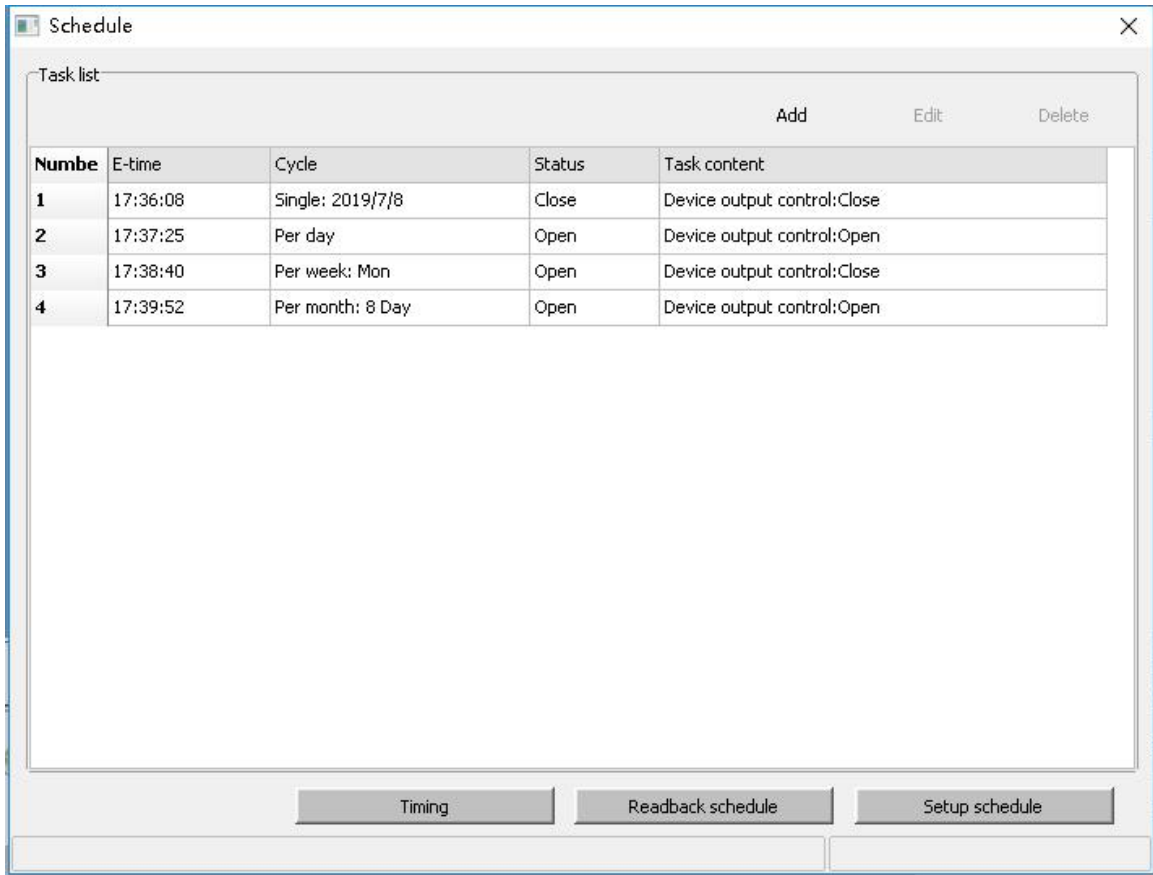 Schedule
Task list
Add Edit Delete
Numbe E-time Cycle Status Task content
1 17:36:08 Single: 2019/7/8 Close Device output control:Close
2 17:37:25 Per day Open Device output control:Open
3 17:38:40 Per week: Mon Open Device output control:Close
4 17:39:52 Per month: 8 Day Open Device output control:Open
Timing Readback schedule Setup schedule